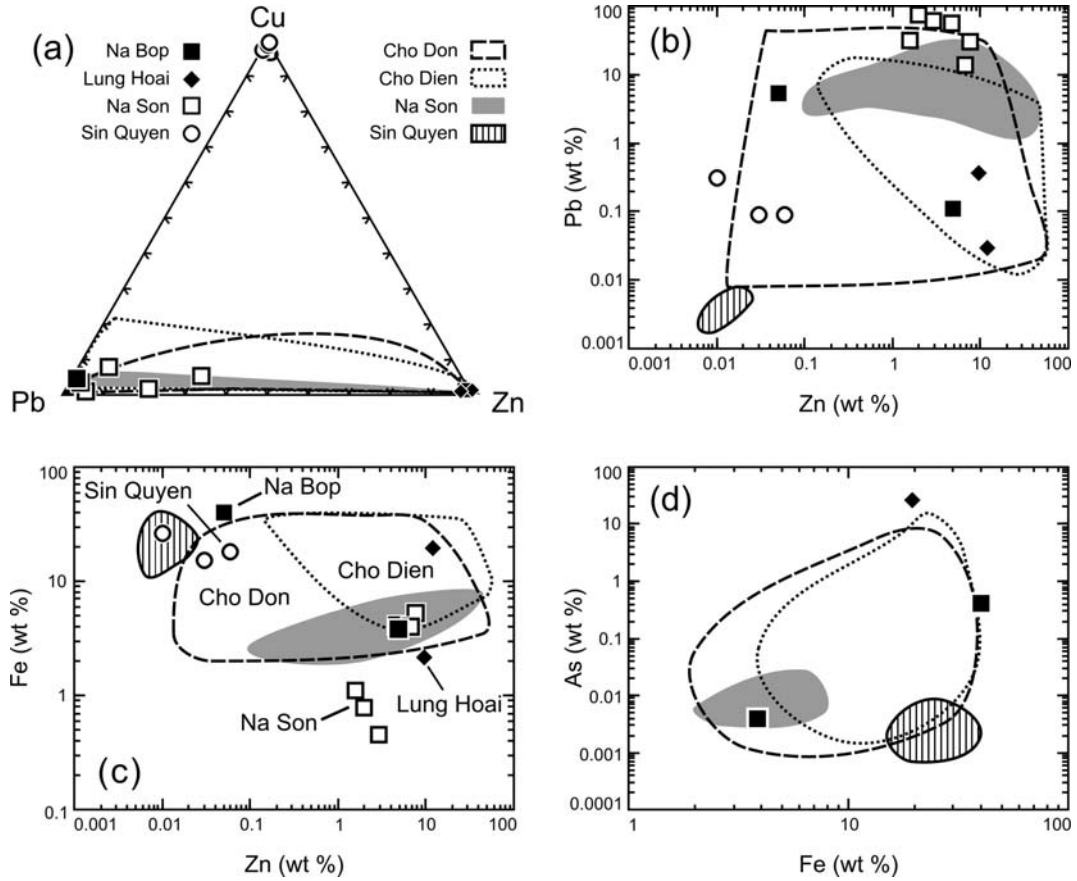 (a)
Cu
Na Bop
Lung Hoai
Na Son
Sin Quyen
Cho Don
Cho Dien
Na Son
Sin Quyen
Pb
Zn
(b)
Pb (wt %)
100
10
1
0.1
0.01
0.001
0.001
0.01
0.1
1
10
100
Zn (wt %)
(c)
Fe (wt %)
100
10
1
0.1
Sin Quyen
Na Bop
Cho Don
Cho Dien
Na Son
Lung Hoai
0.001
0.01
0.1
1
10
100
Zn (wt %)
(d)
As (wt %)
100
10
1
0.1
0.01
0.001
0.0001
1
10
100
Fe (wt %)